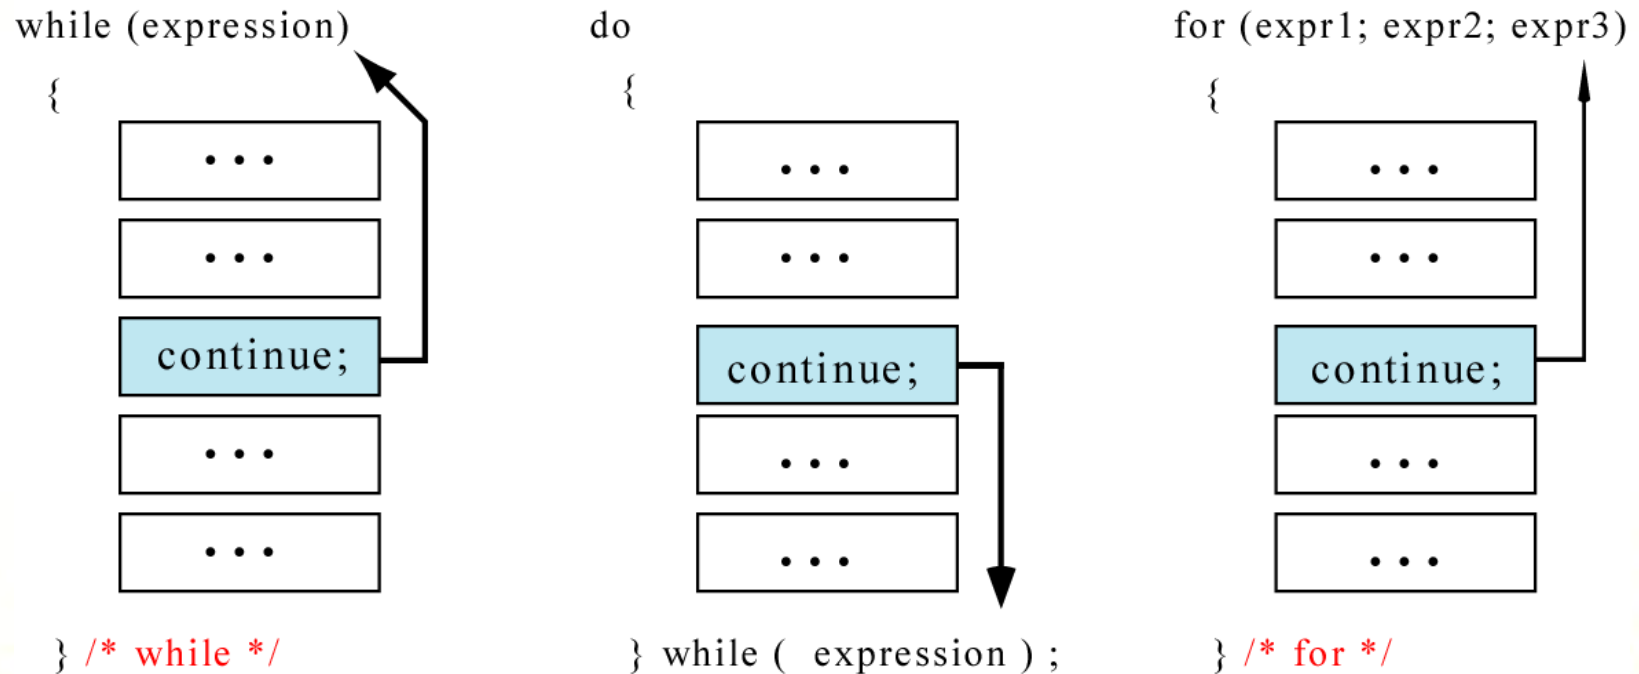 while (expression)
{
...
...
continue;
...
...
} /* while */
do
{
...
...
continue;
...
...
} while ( expression ) ;
for (expr1; expr2; expr3)
{
...
...
continue;
...
...
} /* for */